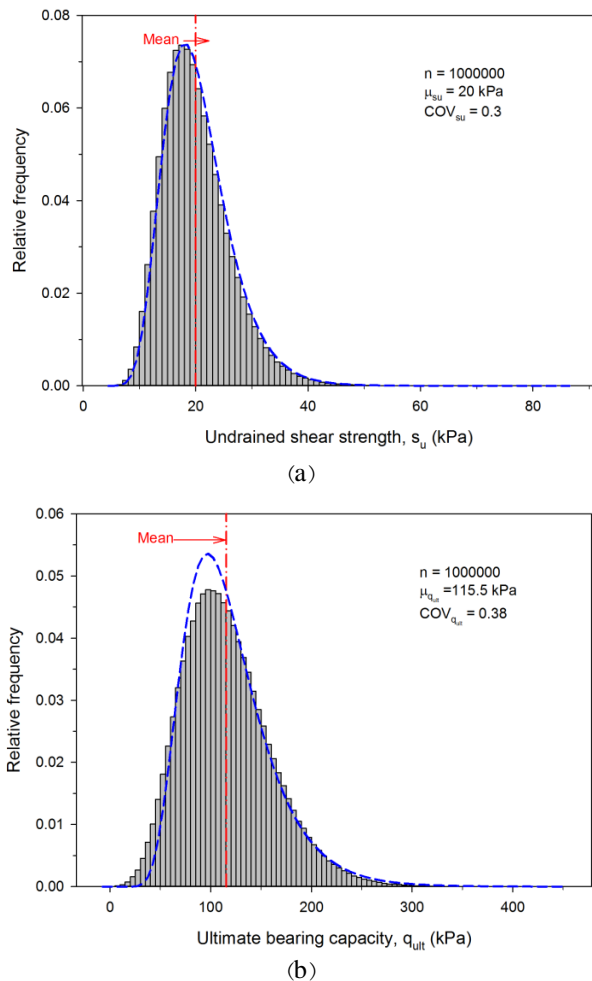 0.08
Mean
n = 1000000
μsu = 20 kPa
COVsu = 0.3
0.06
0.04
0.02
0.00
Relative frequency
0 20 40 60 80
Undrained shear strength, su (kPa)
(a)
0.06
Mean
n = 1000000
μqult =115.5 kPa
COVqult = 0.38
0.05
0.04
0.03
0.02
0.01
0.00
Relative frequency
0 100 200 300 400
Ultimate bearing capacity, qult (kPa)
(b)